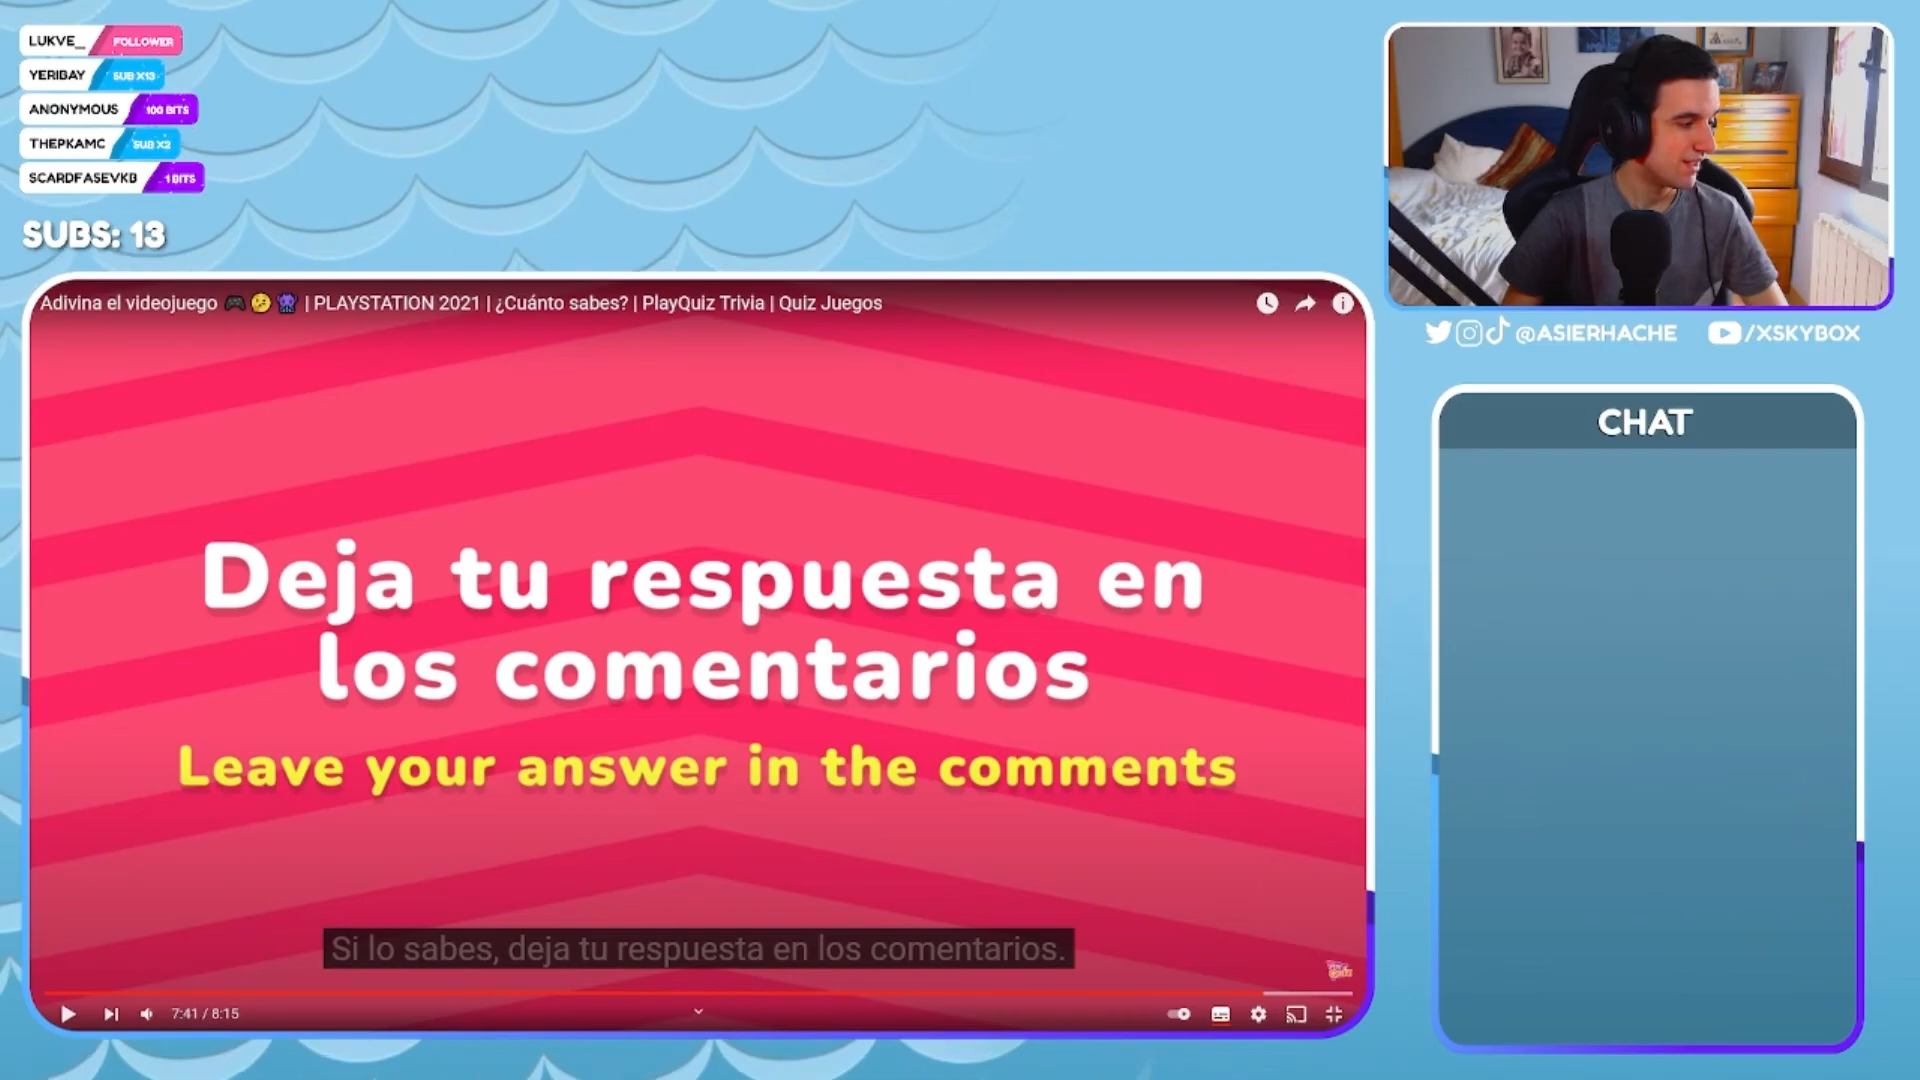 LUKVE_ FOLLOWER
YERIBAY SUB X13
ANONYMOUS 100 BITS
THEPKAMC SUB X2
SCARDFASEVKB 1 BITS
SUBS: 13
Adivina el videojuego 🎮 🤔 👾 | PLAYSTATION 2021 | ¿Cuánto sabes? | PlayQuiz Trivia | Quiz Juegos
@ASIERHACHE /XSKYBOX
CHAT
Deja tu respuesta en
los comentarios
Leave your answer in the comments
Si lo sabes, deja tu respuesta en los comentarios.
7:41 / 8:15